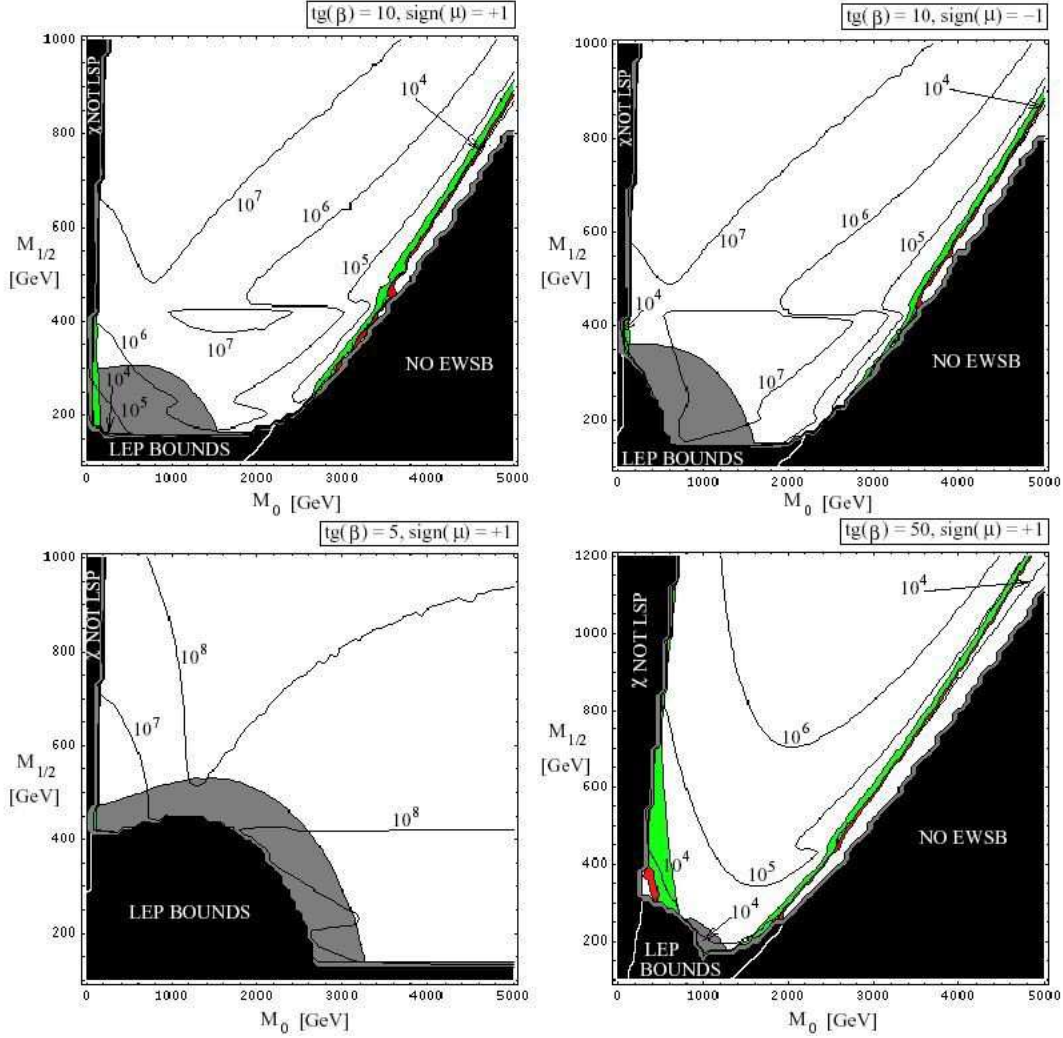 tg(β) = 10, sign(μ) = +1
1000
800
600
400
200
M1/2
[GeV]
χ NOT LSP
10^4
10^7
10^6
10^5
10^7
10^6
10^4
10^5
NO EWSB
LEP BOUNDS
0 1000 2000 3000 4000 5000
M0 [GeV]
tg(β) = 10, sign(μ) = −1
1000
800
600
400
200
M1/2
[GeV]
χ NOT LSP
10^4
10^6
10^7
10^5
10^4
10^7
NO EWSB
LEP BOUNDS
0 1000 2000 3000 4000 5000
M0 [GeV]
tg(β) = 5, sign(μ) = +1
1000
800
600
400
200
M1/2
[GeV]
χ NOT LSP
10^8
10^7
10^8
LEP BOUNDS
0 1000 2000 3000 4000 5000
M0 [GeV]
tg(β) = 50, sign(μ) = +1
1200
1000
800
600
400
200
M1/2
[GeV]
χ NOT LSP
10^4
10^6
10^5
10^4
10^4
NO EWSB
LEP
BOUNDS
0 1000 2000 3000 4000 5000
M0 [GeV]